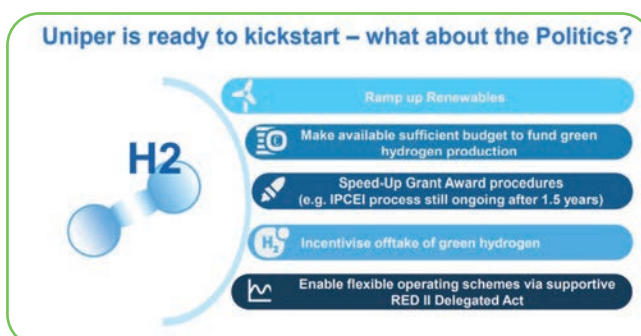 Uniper is ready to kickstart – what about the Politics?
H2
Ramp up Renewables
Make available sufficient budget to fund green
hydrogen production
Speed-Up Grant Award procedures
(e.g. IPCEI process still ongoing after 1.5 years)
H2
Incentivise offtake of green hydrogen
Enable flexible operating schemes via supportive
RED II Delegated Act